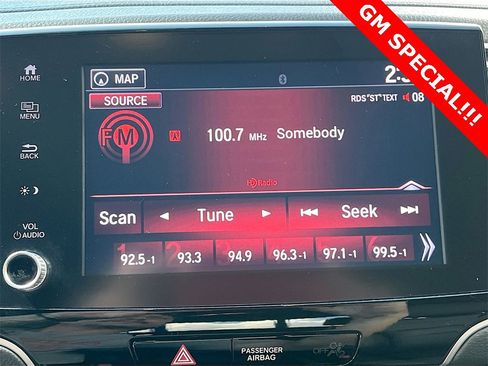 GM SPECIAL!!!
HOME
MENU
BACK
VOL
AUDIO
MAP
SOURCE
RDS "ST" TEXT 08
FM
100.7 MHz Somebody
HD Radio
Scan ◄ Tune ► Seek
92.5-1 93.3 94.9 96.3-1 97.1-1 99.5-1
PASSENGER
AIRBAG
OFF